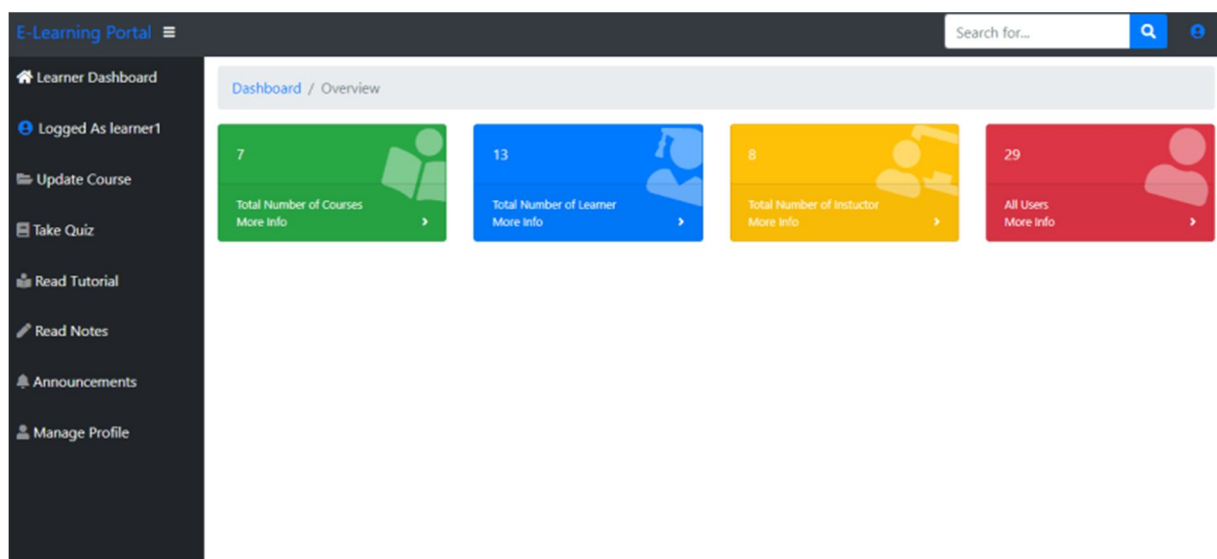 E-Learning Portal
Search for...
Learner Dashboard
Logged As learner1
Update Course
Take Quiz
Read Tutorial
Read Notes
Announcements
Manage Profile
Dashboard / Overview
7
Total Number of Courses
More Info
13
Total Number of Learner
More Info
8
Total Number of Instuctor
More Info
29
All Users
More Info